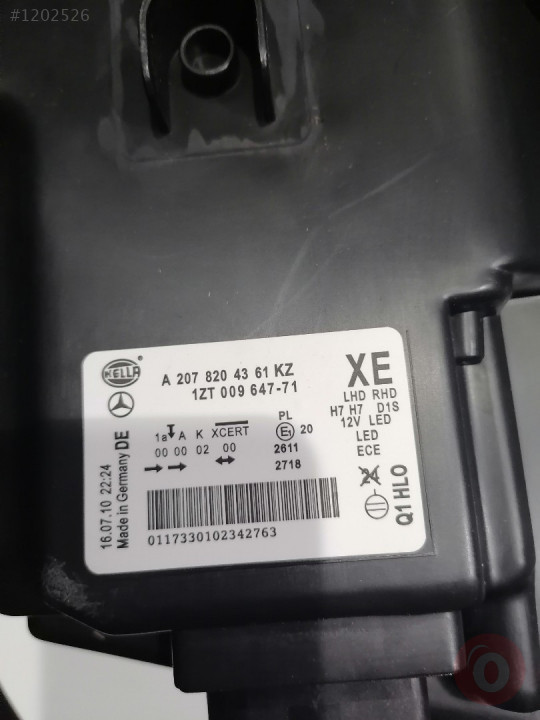 #1202526
HELLA
A 207 820 43 61 KZ
1ZT 009 647-71
XE
LHD RHD
H7 H7 D1S
12V LED
LED
ECE
PL
E1 20
2611
2718
1a A K XCERT
00 00 02 00
16.07.10 22:24
Made in Germany DE
Q1 HLO
0117330102342763